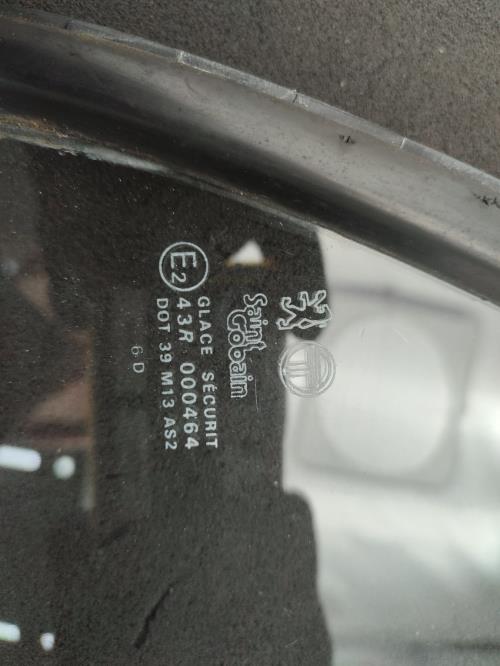 Saint
Gobain
GLACE SÉCURIT
E2
43R 000464
DOT 39 M13 AS2
6 D